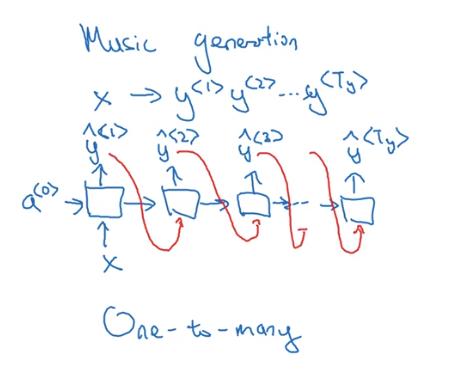 Music generation
x → y<1> y<2> ... y<Ty>
ŷ<1> ŷ<2> ŷ<3> ŷ<Ty>
a<0>
x
One-to-many